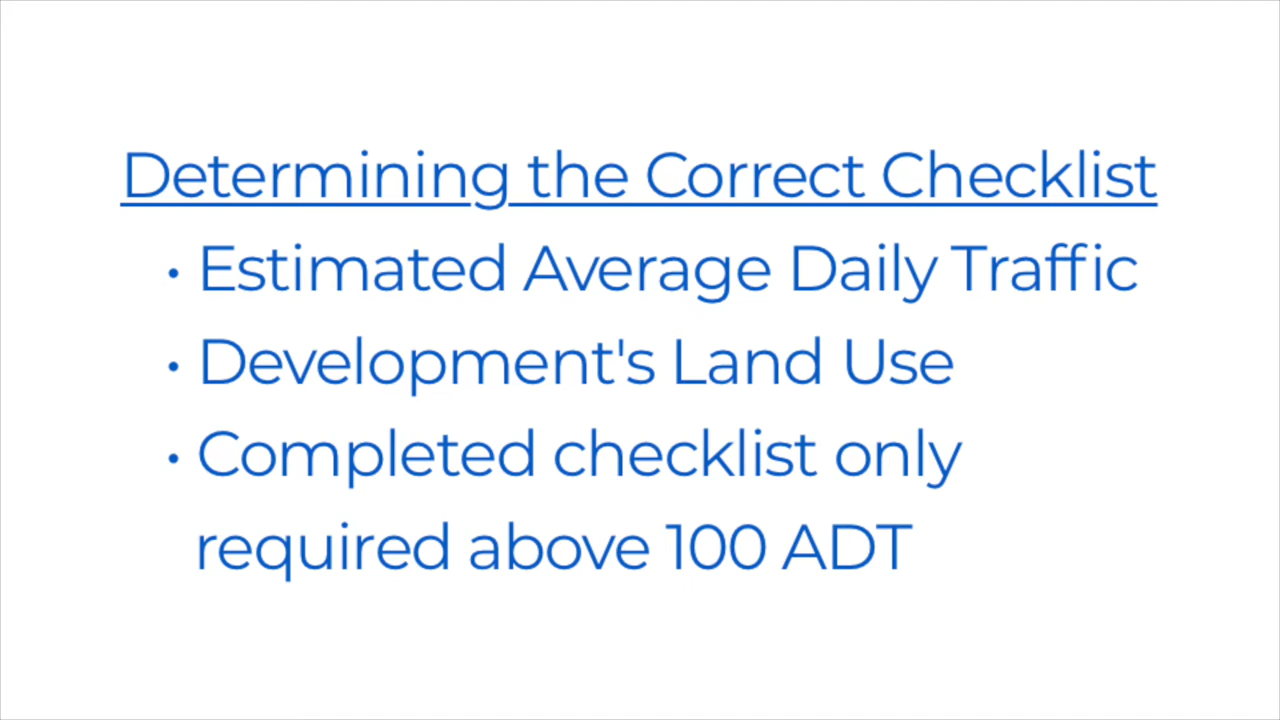 Determining the Correct Checklist
• Estimated Average Daily Traffic
• Development's Land Use
• Completed checklist only
required above 100 ADT